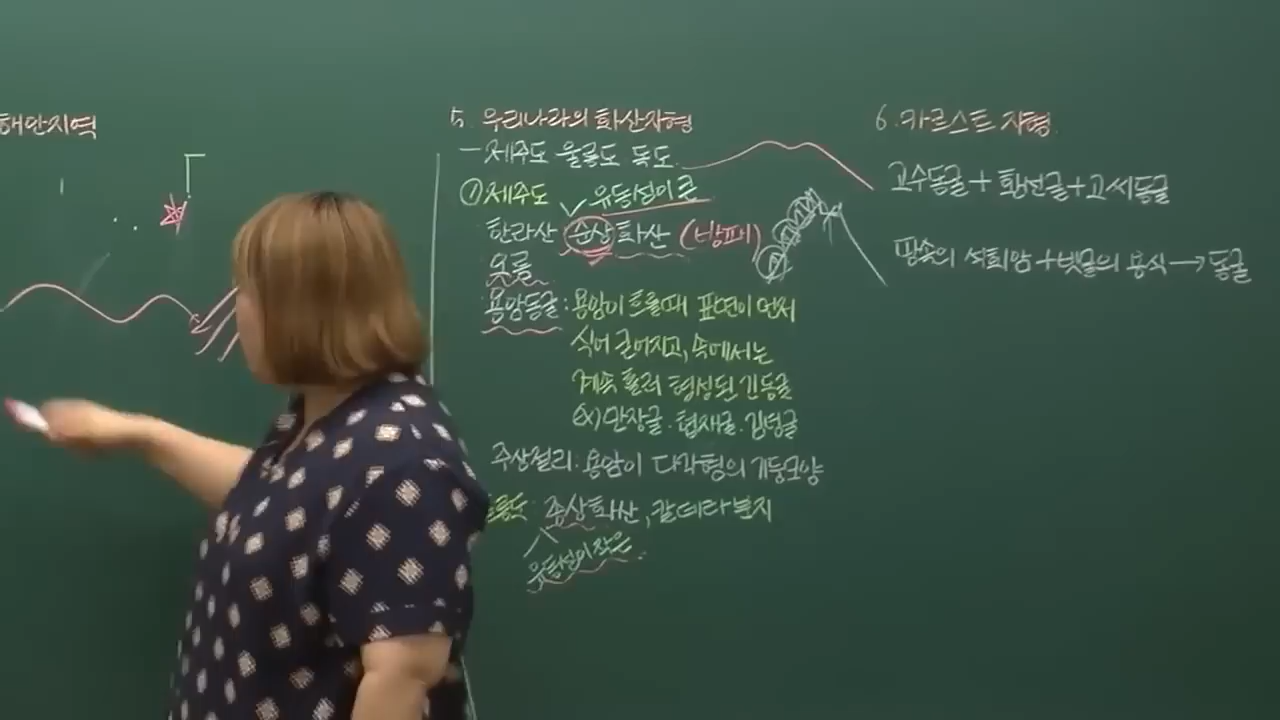 해안지역
5. 우리나라의 화산지형
- 제주도 울릉도 독도
① 제주도 유동성이 큰
한라산 순상화산 (방패)
오름
용암동굴 : 용암이 흐를때 표면이 먼저
식어 굳어지고, 속에서는
계속 흘러 형성된 긴 동굴
ex) 만장굴. 협재굴. 김녕굴
주상절리 : 용암이 다각형의 기둥모양
릉도 : 종상화산, 칼데라분지
유동성이 작은
6. 카르스트 지형
고수동굴 + 환선굴 + 고씨동굴
땅속의 석회암 + 빗물의 용식 → 동굴